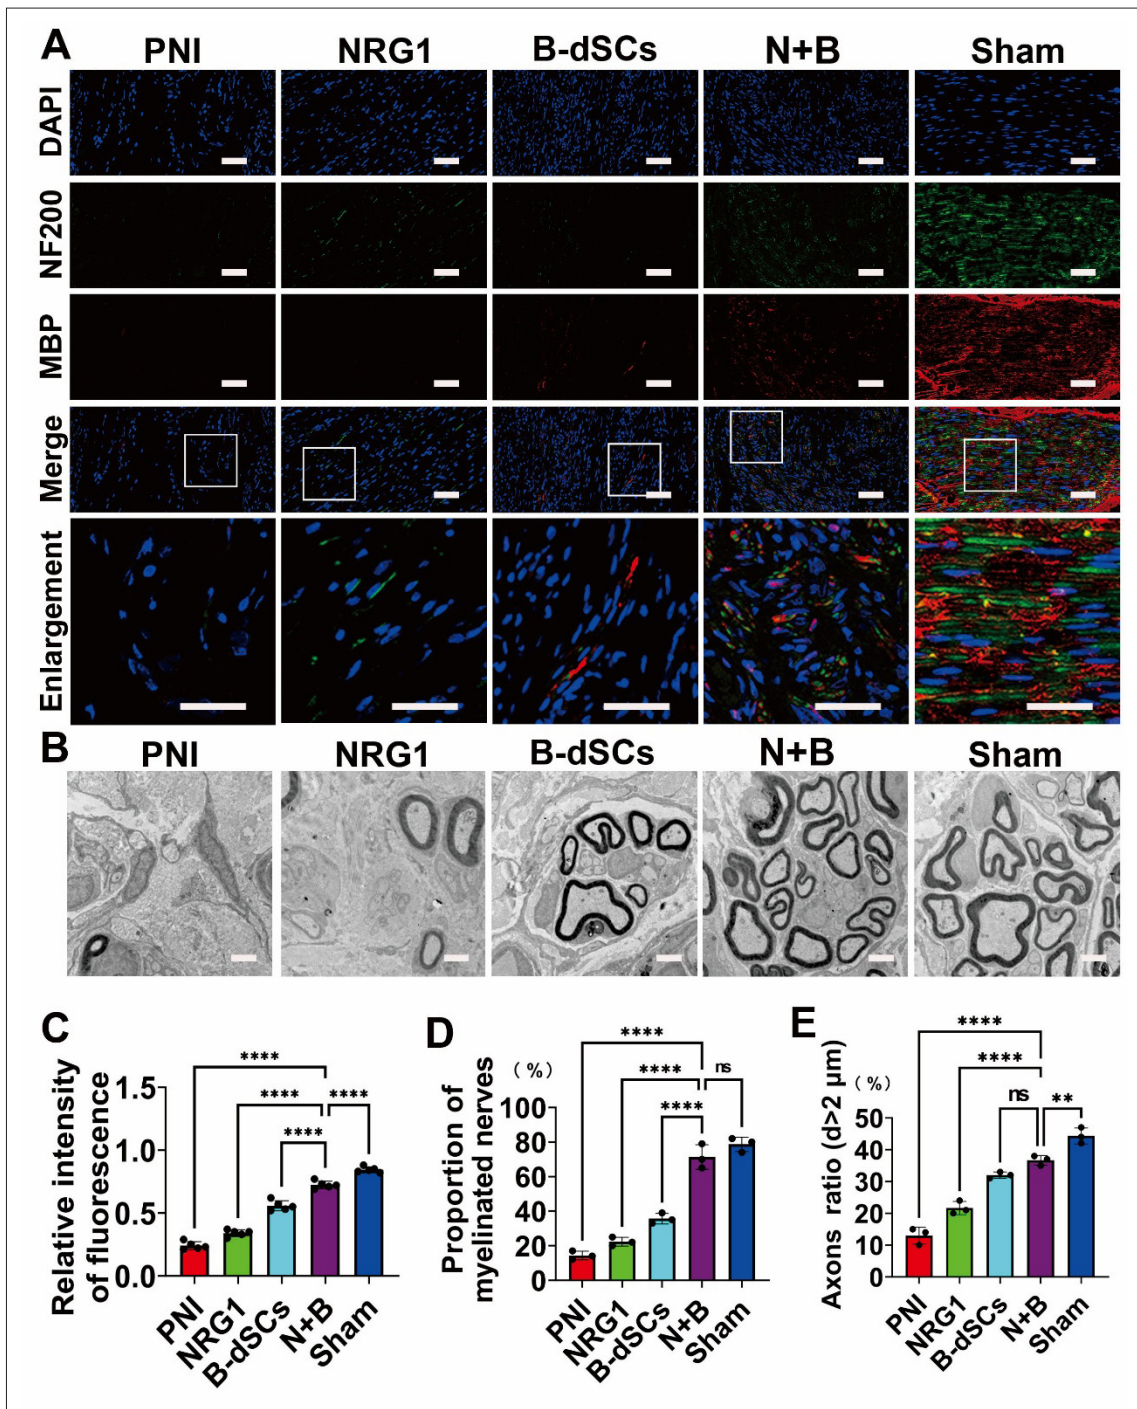 A
PNI NRG1 B-dSCs N+B Sham
DAPI
NF200
MBP
Merge
Enlargement
B
PNI NRG1 B-dSCs N+B Sham
C
Relative intensity
of fluorescence
1.5
1.0
0.5
0.0
**** **** **** ****
PNI NRG1 B-dSCs N+B Sham
D
(%)
Proportion of
myelinated nerves
100
80
60
40
20
0
**** **** **** ns
PNI NRG1 B-dSCs N+B Sham
E
(%)
Axons ratio (d>2 μm)
50
40
30
20
10
0
**** **** ns **
PNI NRG1 B-dSCs N+B Sham